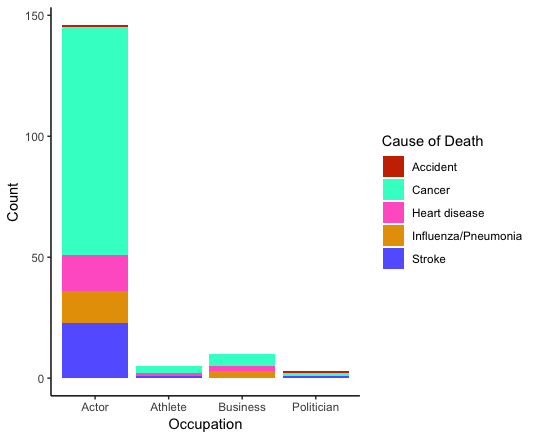 150
100
50
0
Count
Actor
Athlete
Business
Politician
Occupation
Cause of Death
Accident
Cancer
Heart disease
Influenza/Pneumonia
Stroke